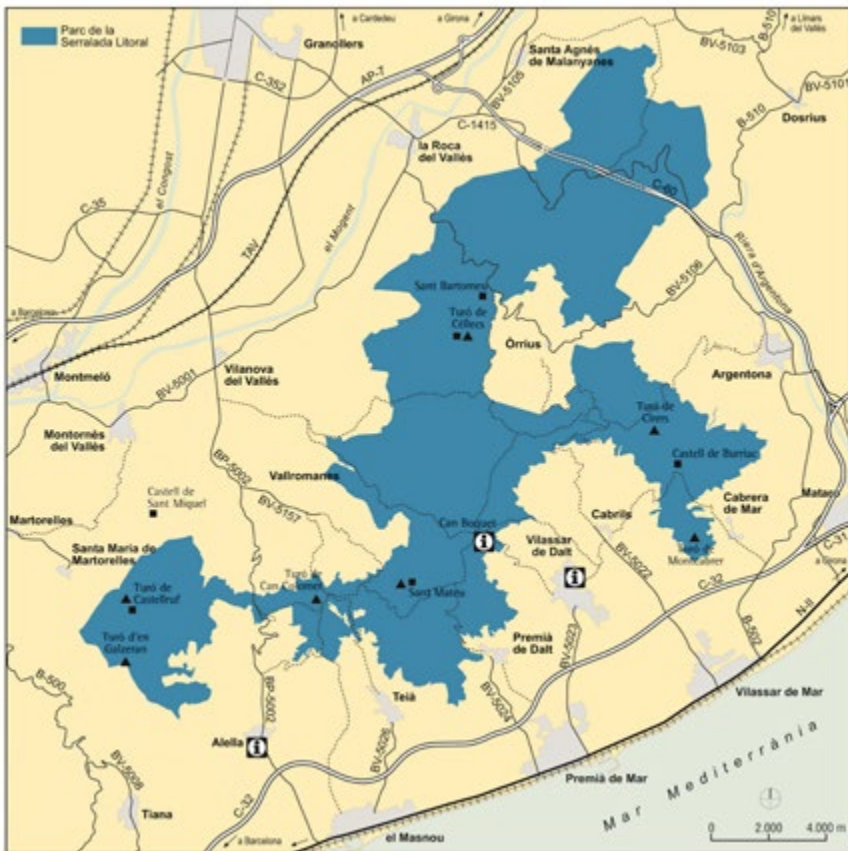 Parc de la
Serralada Litoral
a Cardedeu
a Girona
a Llinars
del Vallès
Granollers
Santa Agnès
de Malanyanes
BV-5103
B-510
BV-5101
C-352
AP-7
BV-5105
Dosrius
B-510
C-1415
la Roca
del Vallès
el Congost
C-60
C-35
el Mogent
TAV
Riera d'Argentona
BV-5106
Sant Bartomeu
a Barcelona
Turó de
Céllecs
Òrrius
Vilanova
del Vallès
Argentona
Montmeló
BV-5001
Turó de
Cirers
Montornès
del Vallès
Castell de Burriac
BP-5002
Vallromanes
Castell de
Sant Miquel
BV-5157
Cabrera
de Mar
Mataró
Martorelles
Can Boquet
Cabrils
Vilassar
de Dalt
C-31
Santa Maria de
Martorelles
Turó de
Montcabrer
a Girona
Turó de
Castellruf
Turó de
Can Colomer
Sant Mateu
BV-5022
C-32
N-II
Turó d'en
Galzeran
Premià
de Dalt
BV-5023
B-502
B-500
BP-5002
Teià
BV-5024
Vilassar de Mar
Alella
BV-5026
Mar Mediterrània
BV-5008
Premià de Mar
Tiana
C-32
a Barcelona
el Masnou
0 2.000 4.000 m